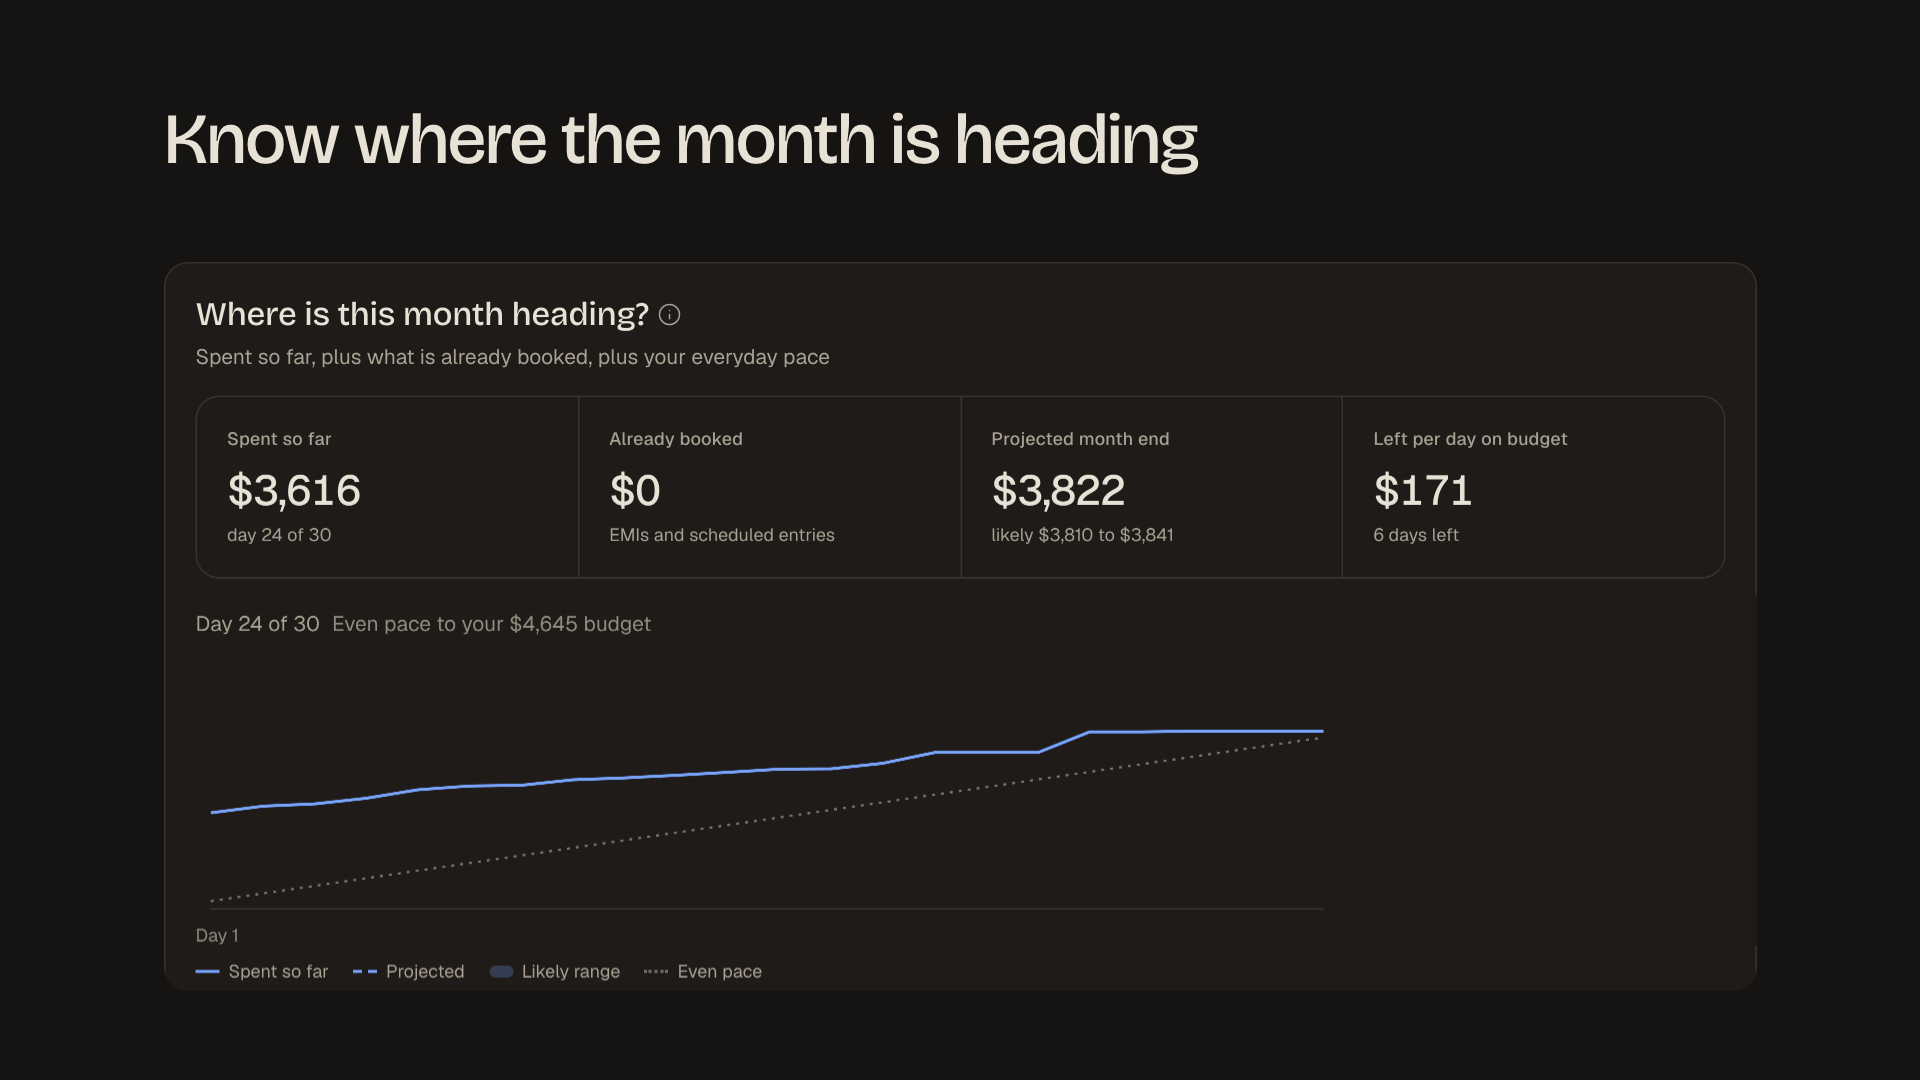 Know where the month is heading
Where is this month heading?
Spent so far, plus what is already booked, plus your everyday pace
Spent so far
$3,616
day 24 of 30
Already booked
$0
EMIs and scheduled entries
Projected month end
$3,822
likely $3,810 to $3,841
Left per day on budget
$171
6 days left
Day 24 of 30 Even pace to your $4,645 budget
Day 1
Spent so far Projected Likely range Even pace